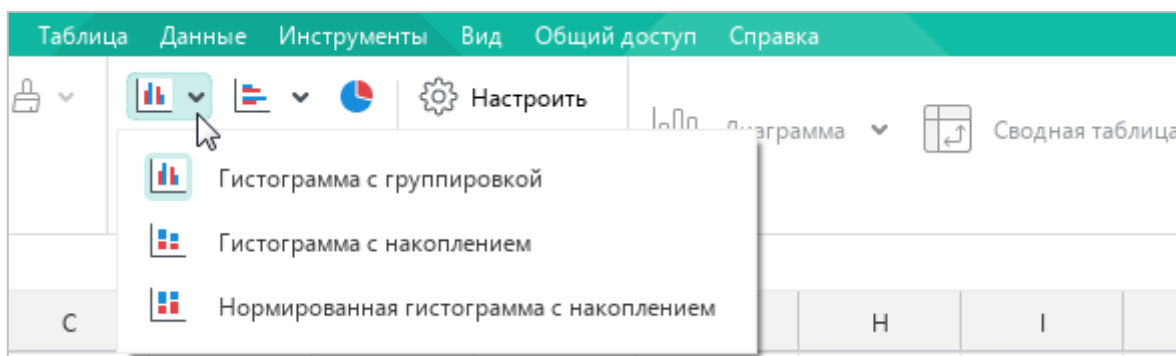 Таблица Данные Инструменты Вид Общий доступ Справка
Настроить
Сводная таблица
Гистограмма с группировкой
Гистограмма с накоплением
Нормированная гистограмма с накоплением
C H I